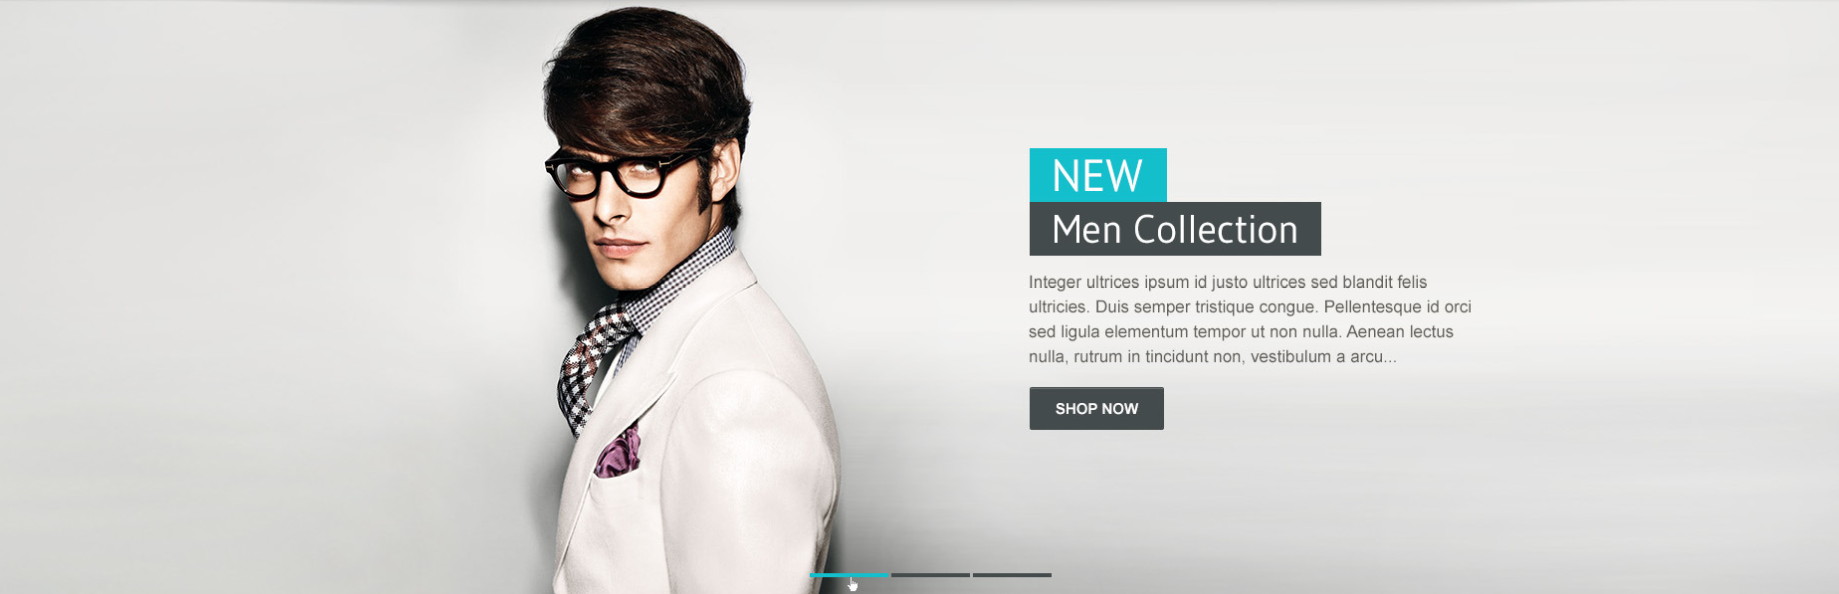 NEW
Men Collection
Integer ultrices ipsum id justo ultrices sed blandit felis
ultricies. Duis semper tristique congue. Pellentesque id orci
sed ligula elementum tempor ut non nulla. Aenean lectus
nulla, rutrum in tincidunt non, vestibulum a arcu...
SHOP NOW